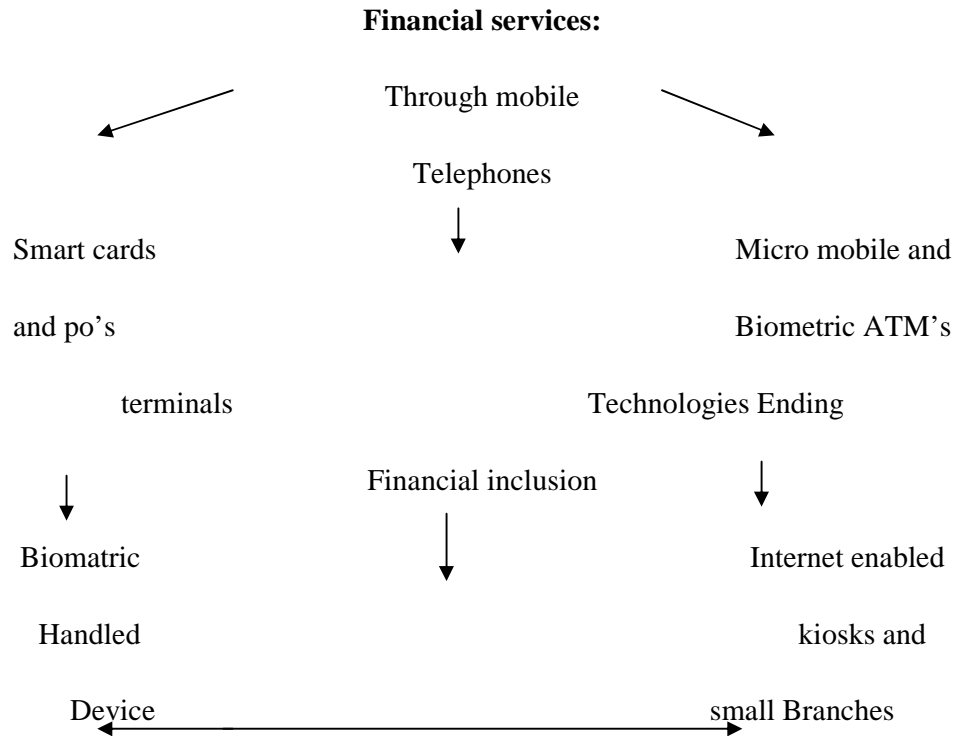 Financial services:
Through mobile
Telephones
Smart cards Micro mobile and
and po’s Biometric ATM’s
terminals Technologies Ending
Financial inclusion
Biomatric Internet enabled
Handled kiosks and
Device small Branches